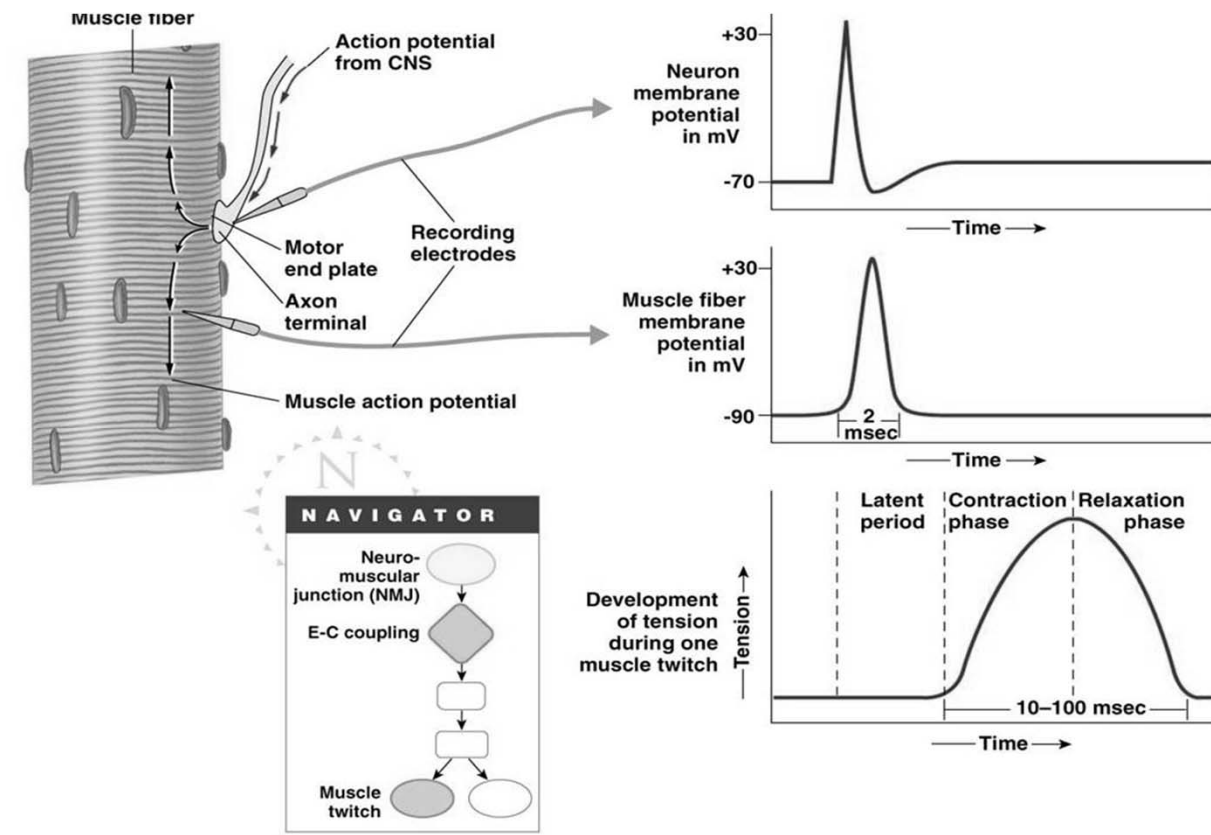 Muscle fiber
Action potential
from CNS
Motor
end plate
Axon
terminal
Recording
electrodes
Muscle action potential
+30
Neuron
membrane
potential
in mV
-70
Time
+30
Muscle fiber
membrane
potential
in mV
-90
2
msec
Time
Latent
period
Contraction
phase
Relaxation
phase
Development
of tension
during one
muscle twitch
Tension
10–100 msec
Time
N
NAVIGATOR
Neuro-
muscular
junction (NMJ)
E-C coupling
Muscle
twitch